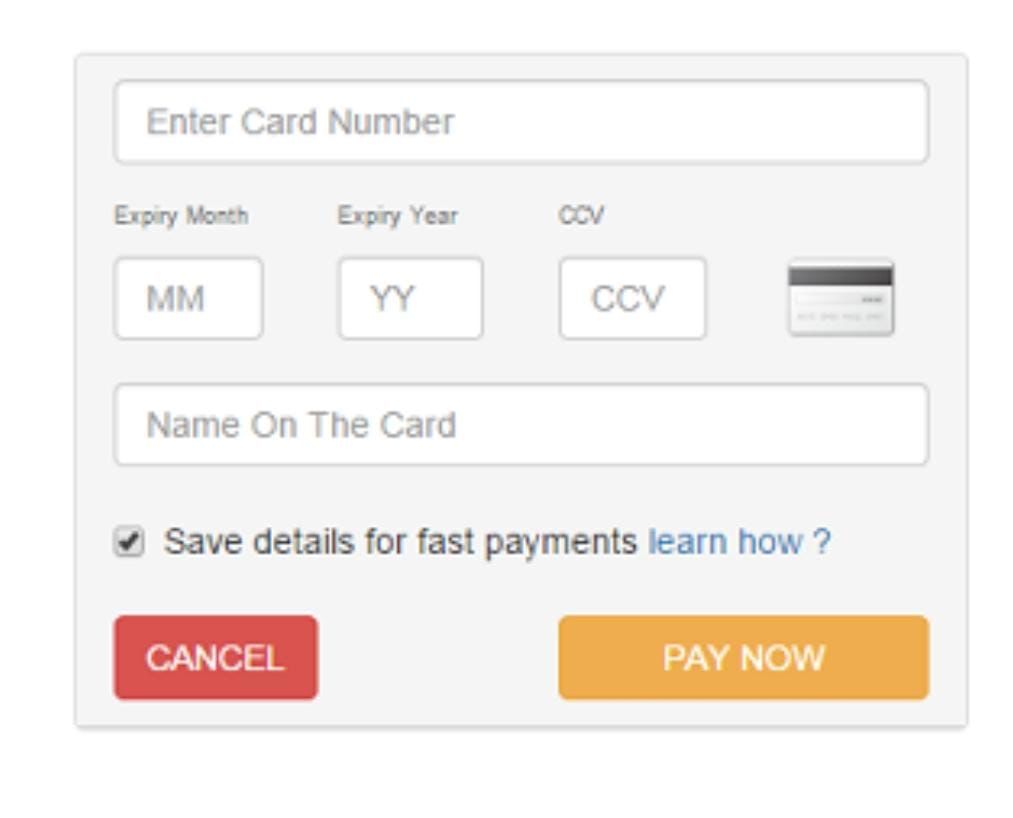 Enter Card Number
Expiry Month Expiry Year CCV
MM YY CCV
Name On The Card
Save details for fast payments learn how ?
CANCEL PAY NOW